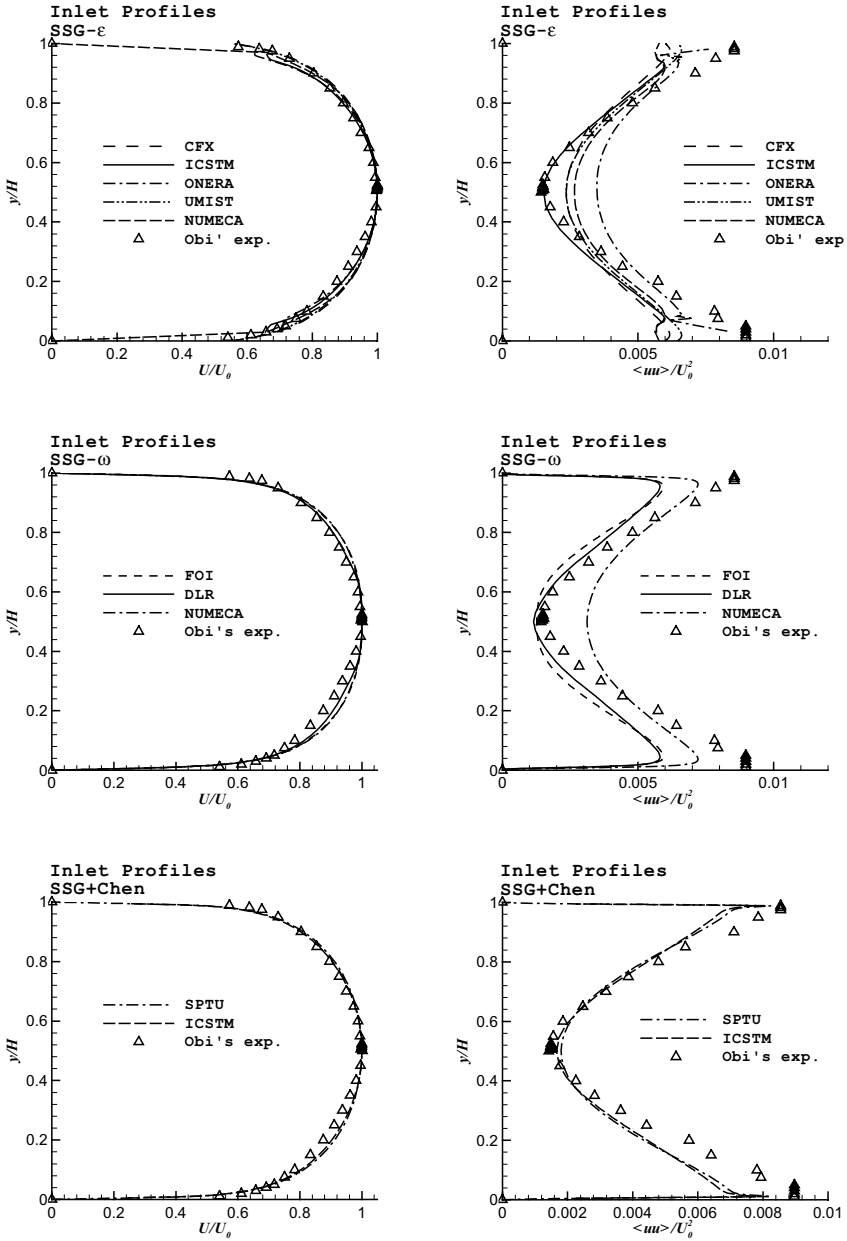 Inlet Profiles
SSG-ε
y/H
1
0.8
0.6
0.4
0.2
0
CFX
ICSTM
ONERA
UMIST
NUMECA
Obi' exp.
0 0.2 0.4 0.6 0.8 1
U/U₀
Inlet Profiles
SSG-ε
y/H
1
0.8
0.6
0.4
0.2
0
CFX
ICSTM
ONERA
UMIST
NUMECA
Obi' exp
0 0.005 0.01
<uu>/U₀²
Inlet Profiles
SSG-ω
y/H
1
0.8
0.6
0.4
0.2
0
FOI
DLR
NUMECA
Obi's exp.
0 0.2 0.4 0.6 0.8 1
U/U₀
Inlet Profiles
SSG-ω
y/H
1
0.8
0.6
0.4
0.2
0
FOI
DLR
NUMECA
Obi's exp.
0 0.005 0.01
<uu>/U₀²
Inlet Profiles
SSG+Chen
y/H
1
0.8
0.6
0.4
0.2
0
SPTU
ICSTM
Obi's exp.
0 0.2 0.4 0.6 0.8 1
U/U₀
Inlet Profiles
SSG+Chen
y/H
1
0.8
0.6
0.4
0.2
0
SPTU
ICSTM
Obi's exp.
0 0.002 0.004 0.006 0.008 0.01
<uu>/U₀²